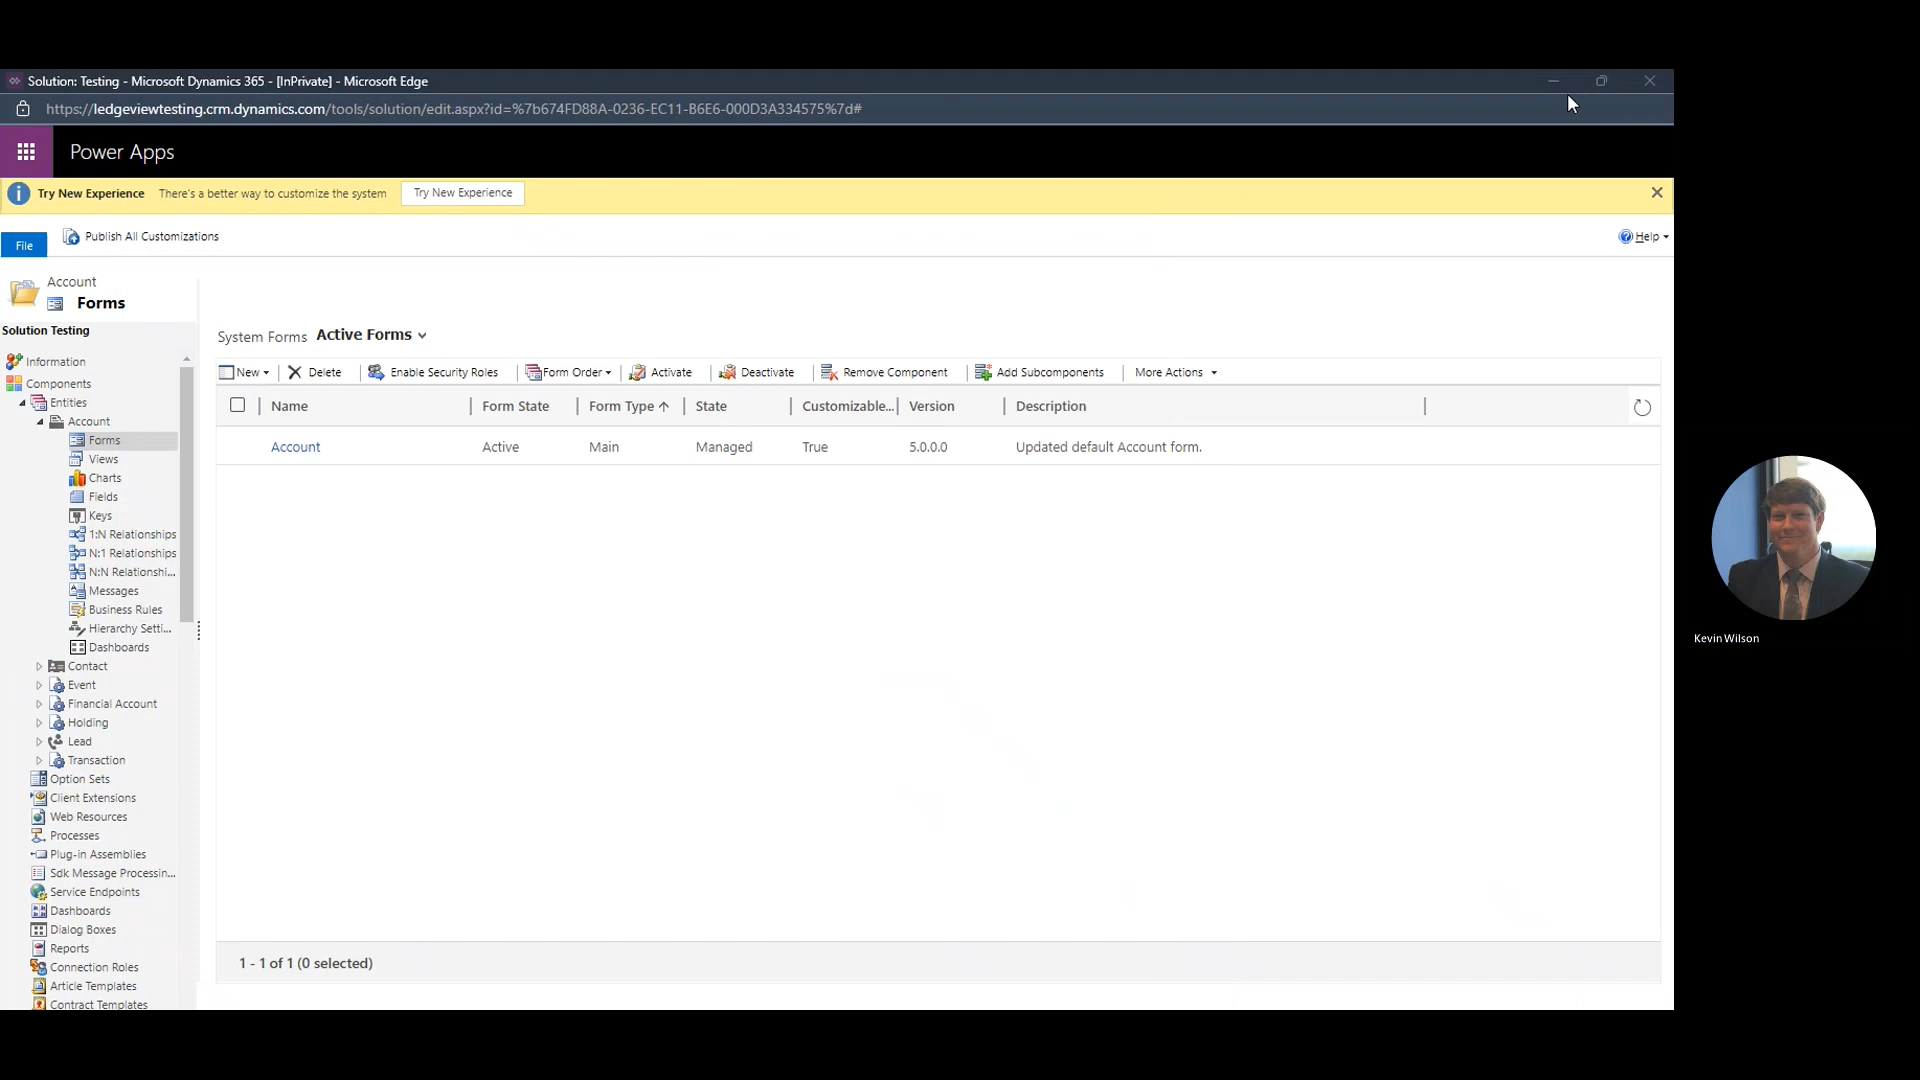 Solution: Testing - Microsoft Dynamics 365 - [InPrivate] - Microsoft Edge
https://ledgeviewtesting.crm.dynamics.com/tools/solution/edit.aspx?id=%7b674FD88A-0236-EC11-B6E6-000D3A334575%7d#
Power Apps
Try New Experience There's a better way to customize the system Try New Experience
File Publish All Customizations Help
Account
Forms
Solution Testing
Information
Components
Entities
Account
Forms
Views
Charts
Fields
Keys
1:N Relationships
N:1 Relationships
N:N Relationshi...
Messages
Business Rules
Hierarchy Setti...
Dashboards
Contact
Event
Financial Account
Holding
Lead
Transaction
Option Sets
Client Extensions
Web Resources
Processes
Plug-in Assemblies
Sdk Message Processin...
Service Endpoints
Dashboards
Dialog Boxes
Reports
Connection Roles
Article Templates
Contract Templates
System Forms Active Forms
New Delete Enable Security Roles Form Order Activate Deactivate Remove Component Add Subcomponents More Actions
Name Form State Form Type State Customizable... Version Description
Account Active Main Managed True 5.0.0.0 Updated default Account form.
1 - 1 of 1 (0 selected)
Kevin Wilson